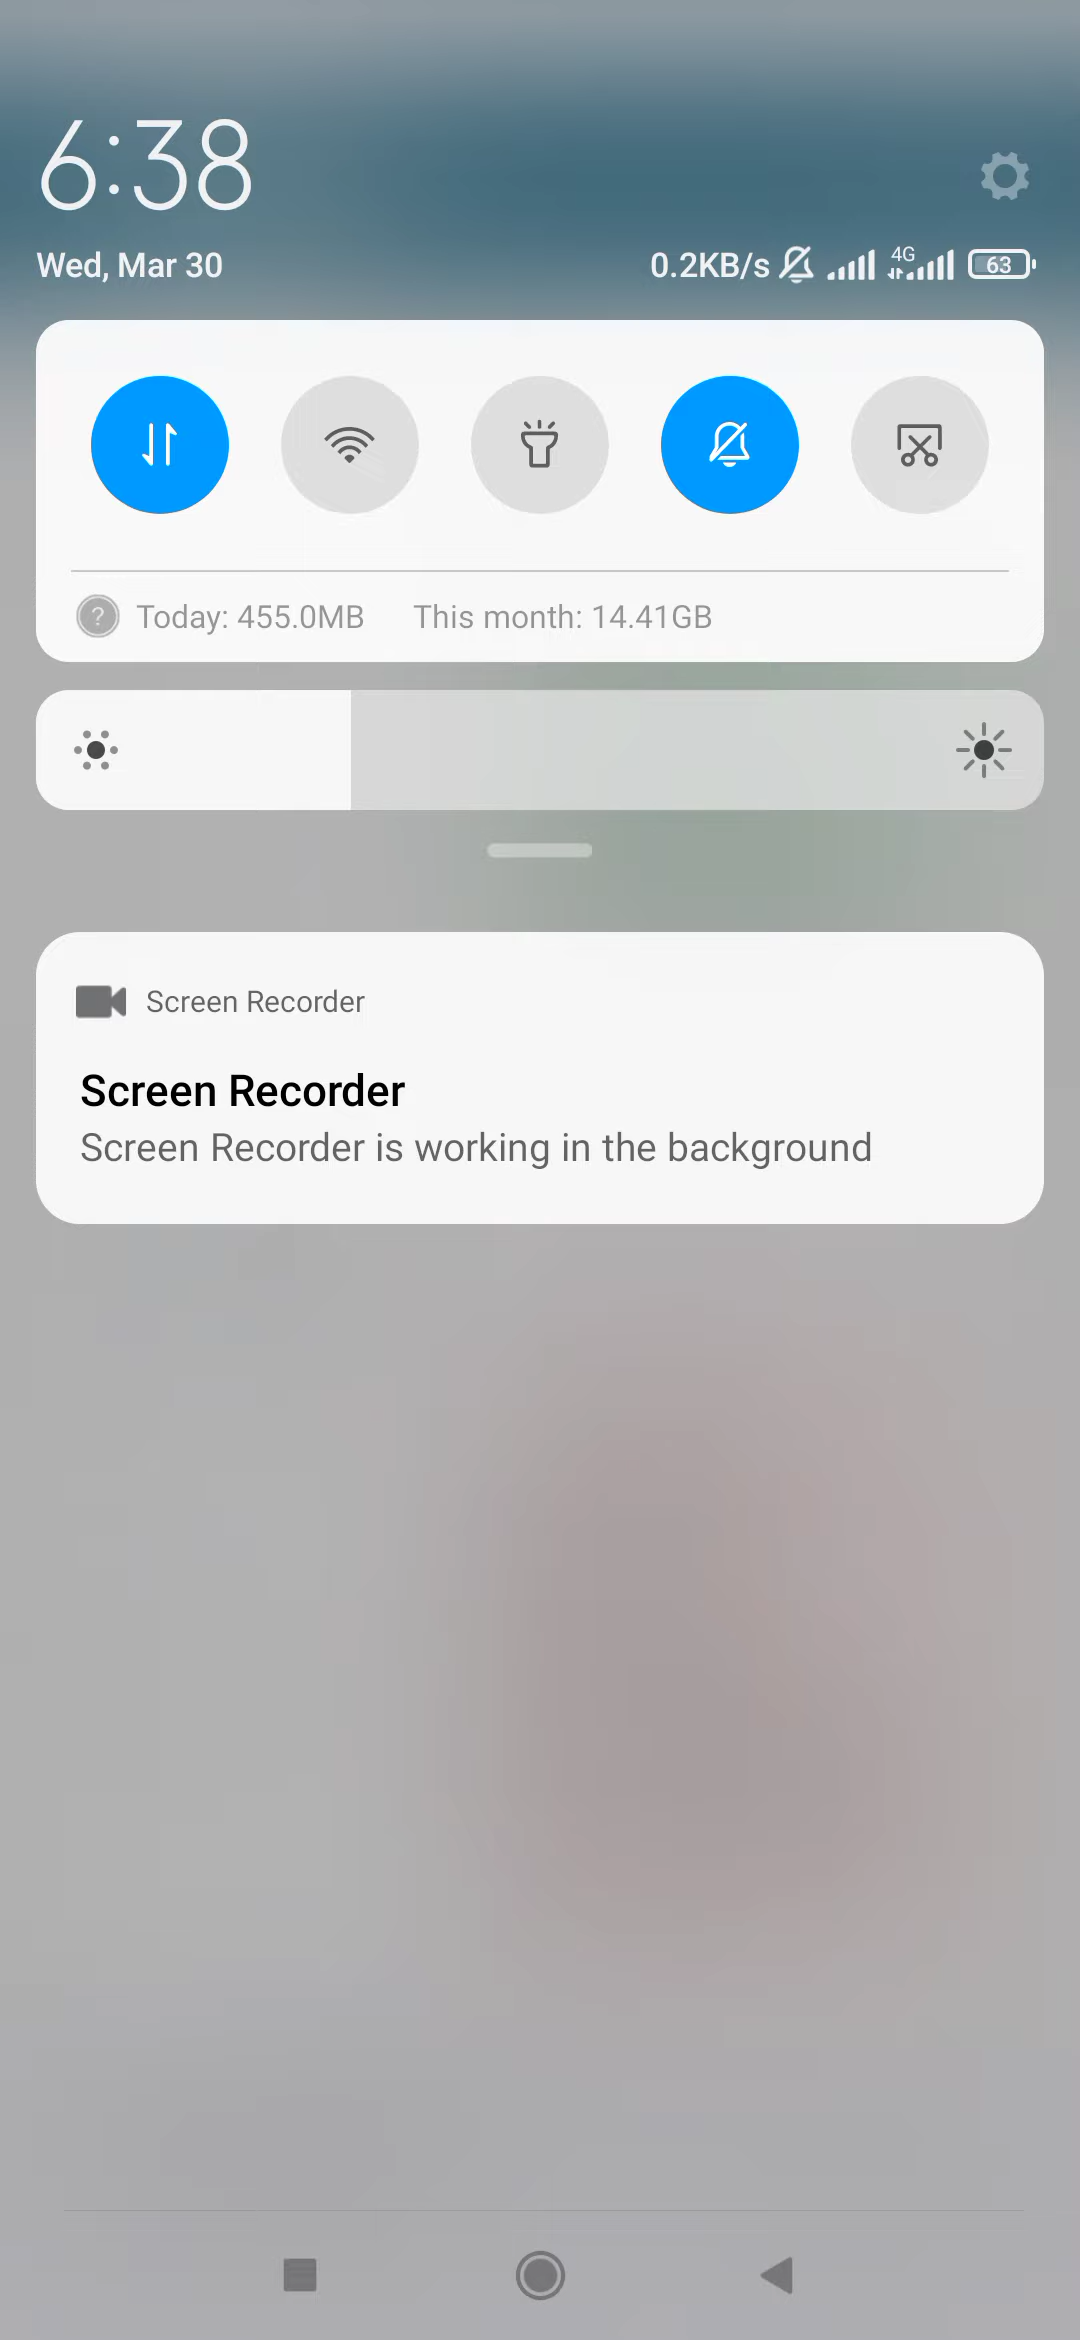 6:38
Wed, Mar 30 0.2KB/s 4G 63
Today: 455.0MB This month: 14.41GB
Screen Recorder
Screen Recorder
Screen Recorder is working in the background